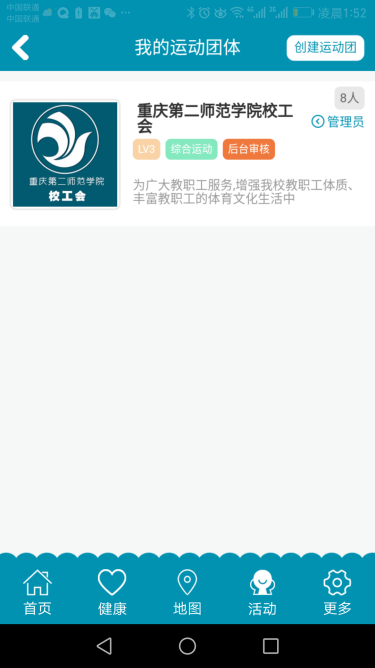 中国联通
中国联通
4G
2G
凌晨1:52
我的运动团体
创建运动团
8人
重庆第二师范学院校工
会
管理员
重庆第二师范学院
校工会
LV3 综合运动 后台审核
为广大教职工服务,增强我校教职工体质、
丰富教职工的体育文化生活中
首页 健康 地图 活动 更多